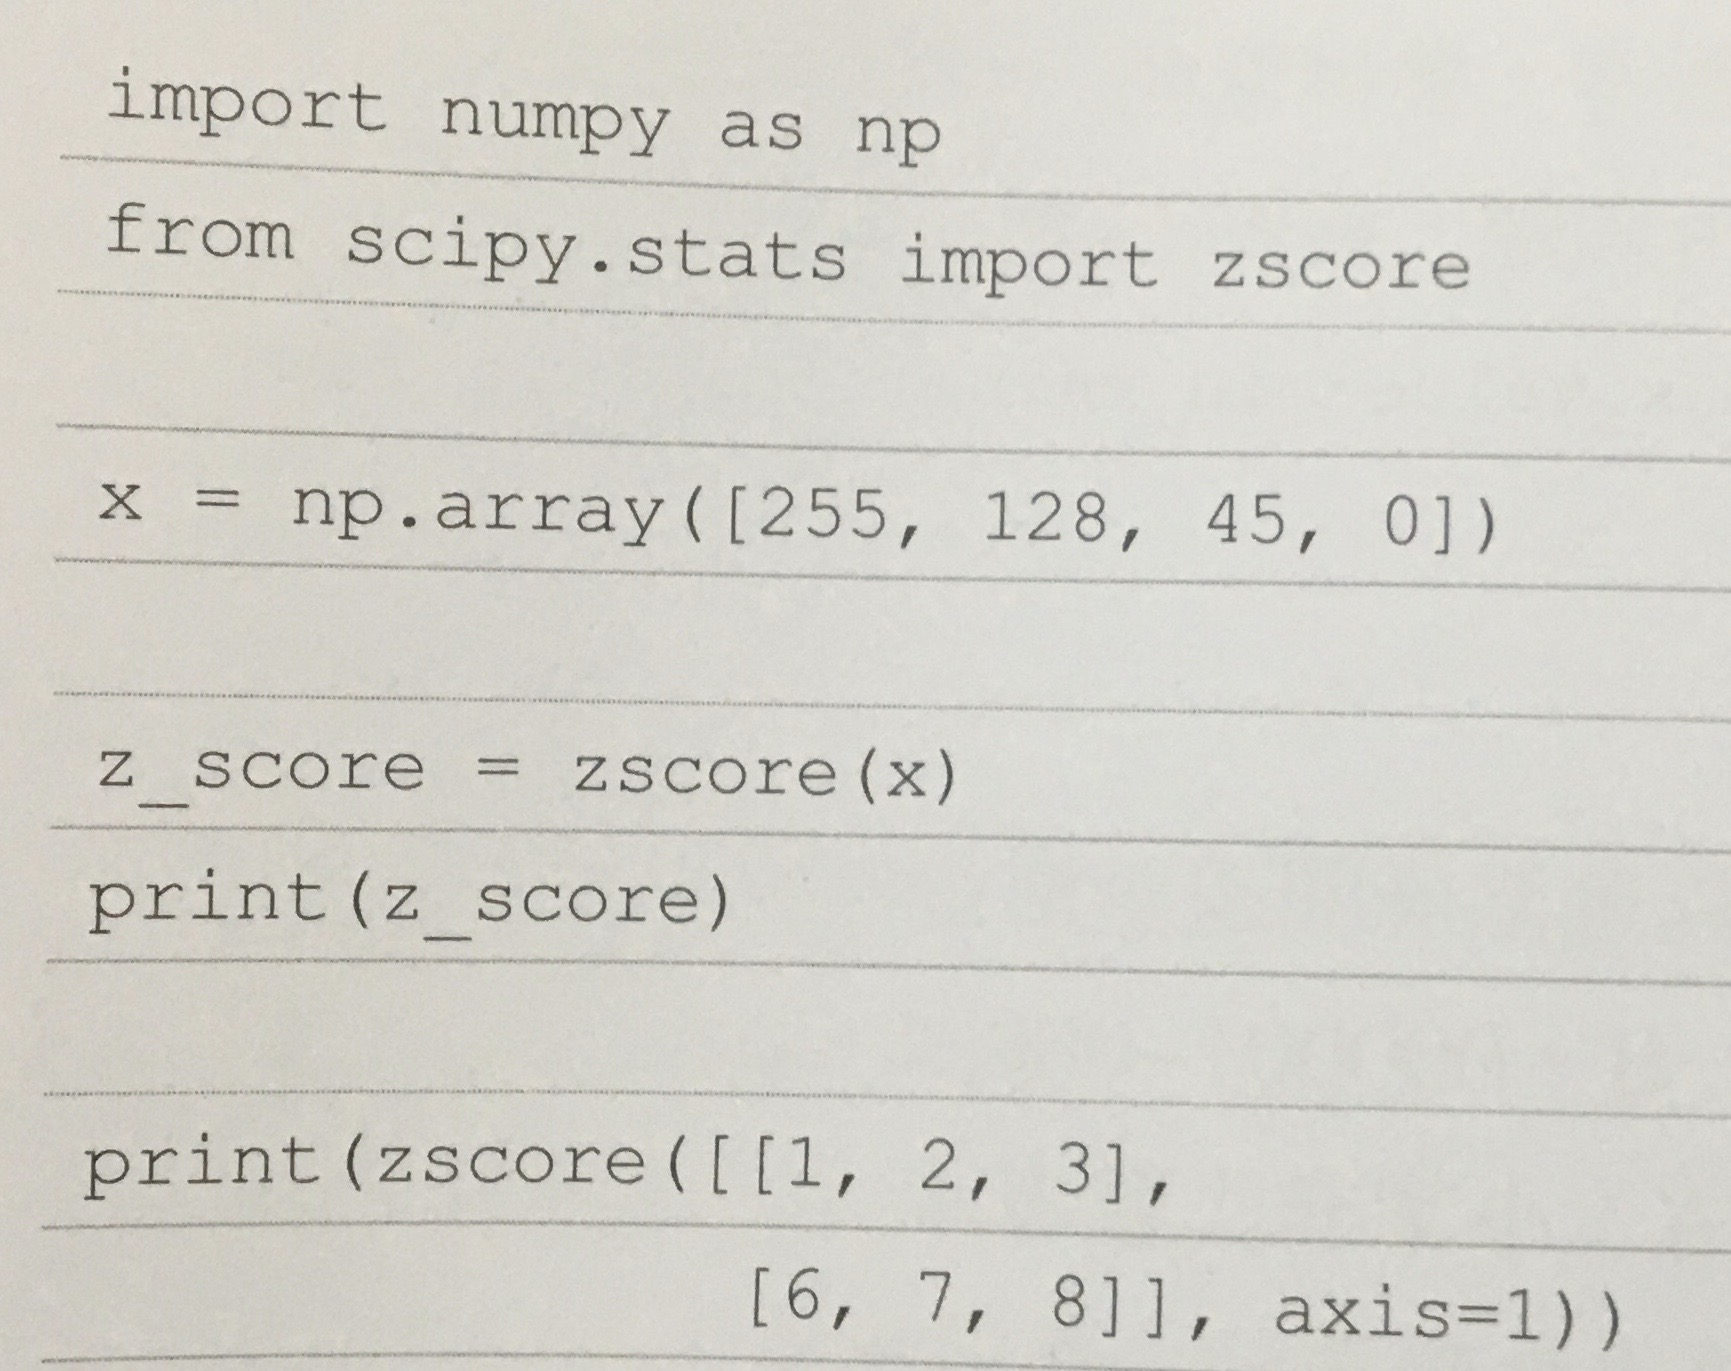 import numpy as np
from scipy.stats import zscore
x = np.array([255, 128, 45, 0])
z_score = zscore(x)
print(z_score)
print(zscore([[1, 2, 3],
[6, 7, 8]], axis=1))